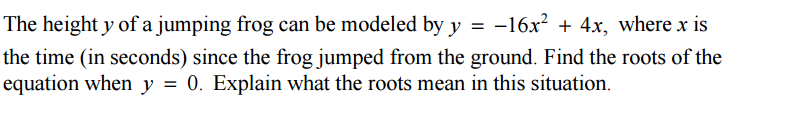 The height y of a jumping frog can be modeled by y = −16x² + 4x, where x is
the time (in seconds) since the frog jumped from the ground. Find the roots of the
equation when y = 0. Explain what the roots mean in this situation.